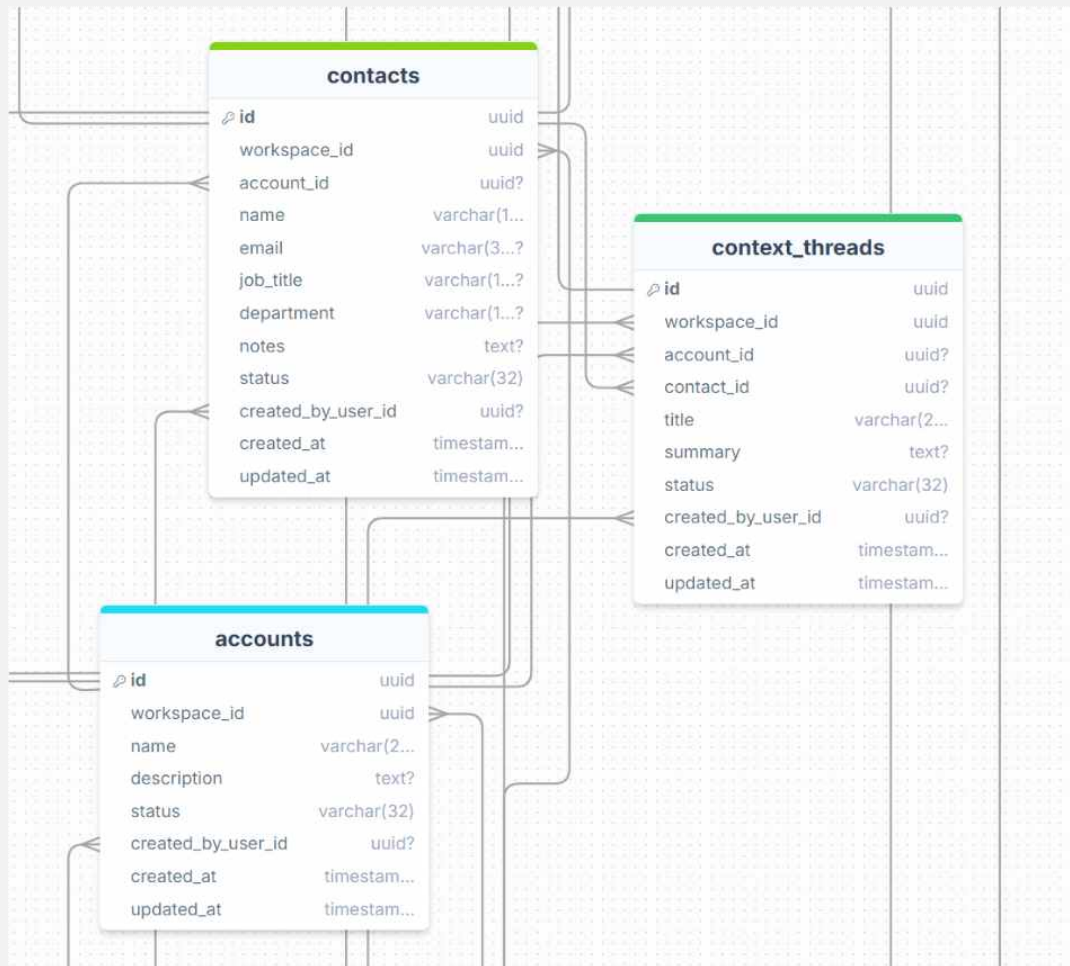 contacts
id uuid
workspace_id uuid
account_id uuid?
name varchar(1...
email varchar(3...?
job_title varchar(1...?
department varchar(1...?
notes text?
status varchar(32)
created_by_user_id uuid?
created_at timestam...
updated_at timestam...
context_threads
id uuid
workspace_id uuid
account_id uuid?
contact_id uuid?
title varchar(2...
summary text?
status varchar(32)
created_by_user_id uuid?
created_at timestam...
updated_at timestam...
accounts
id uuid
workspace_id uuid
name varchar(2...
description text?
status varchar(32)
created_by_user_id uuid?
created_at timestam...
updated_at timestam...